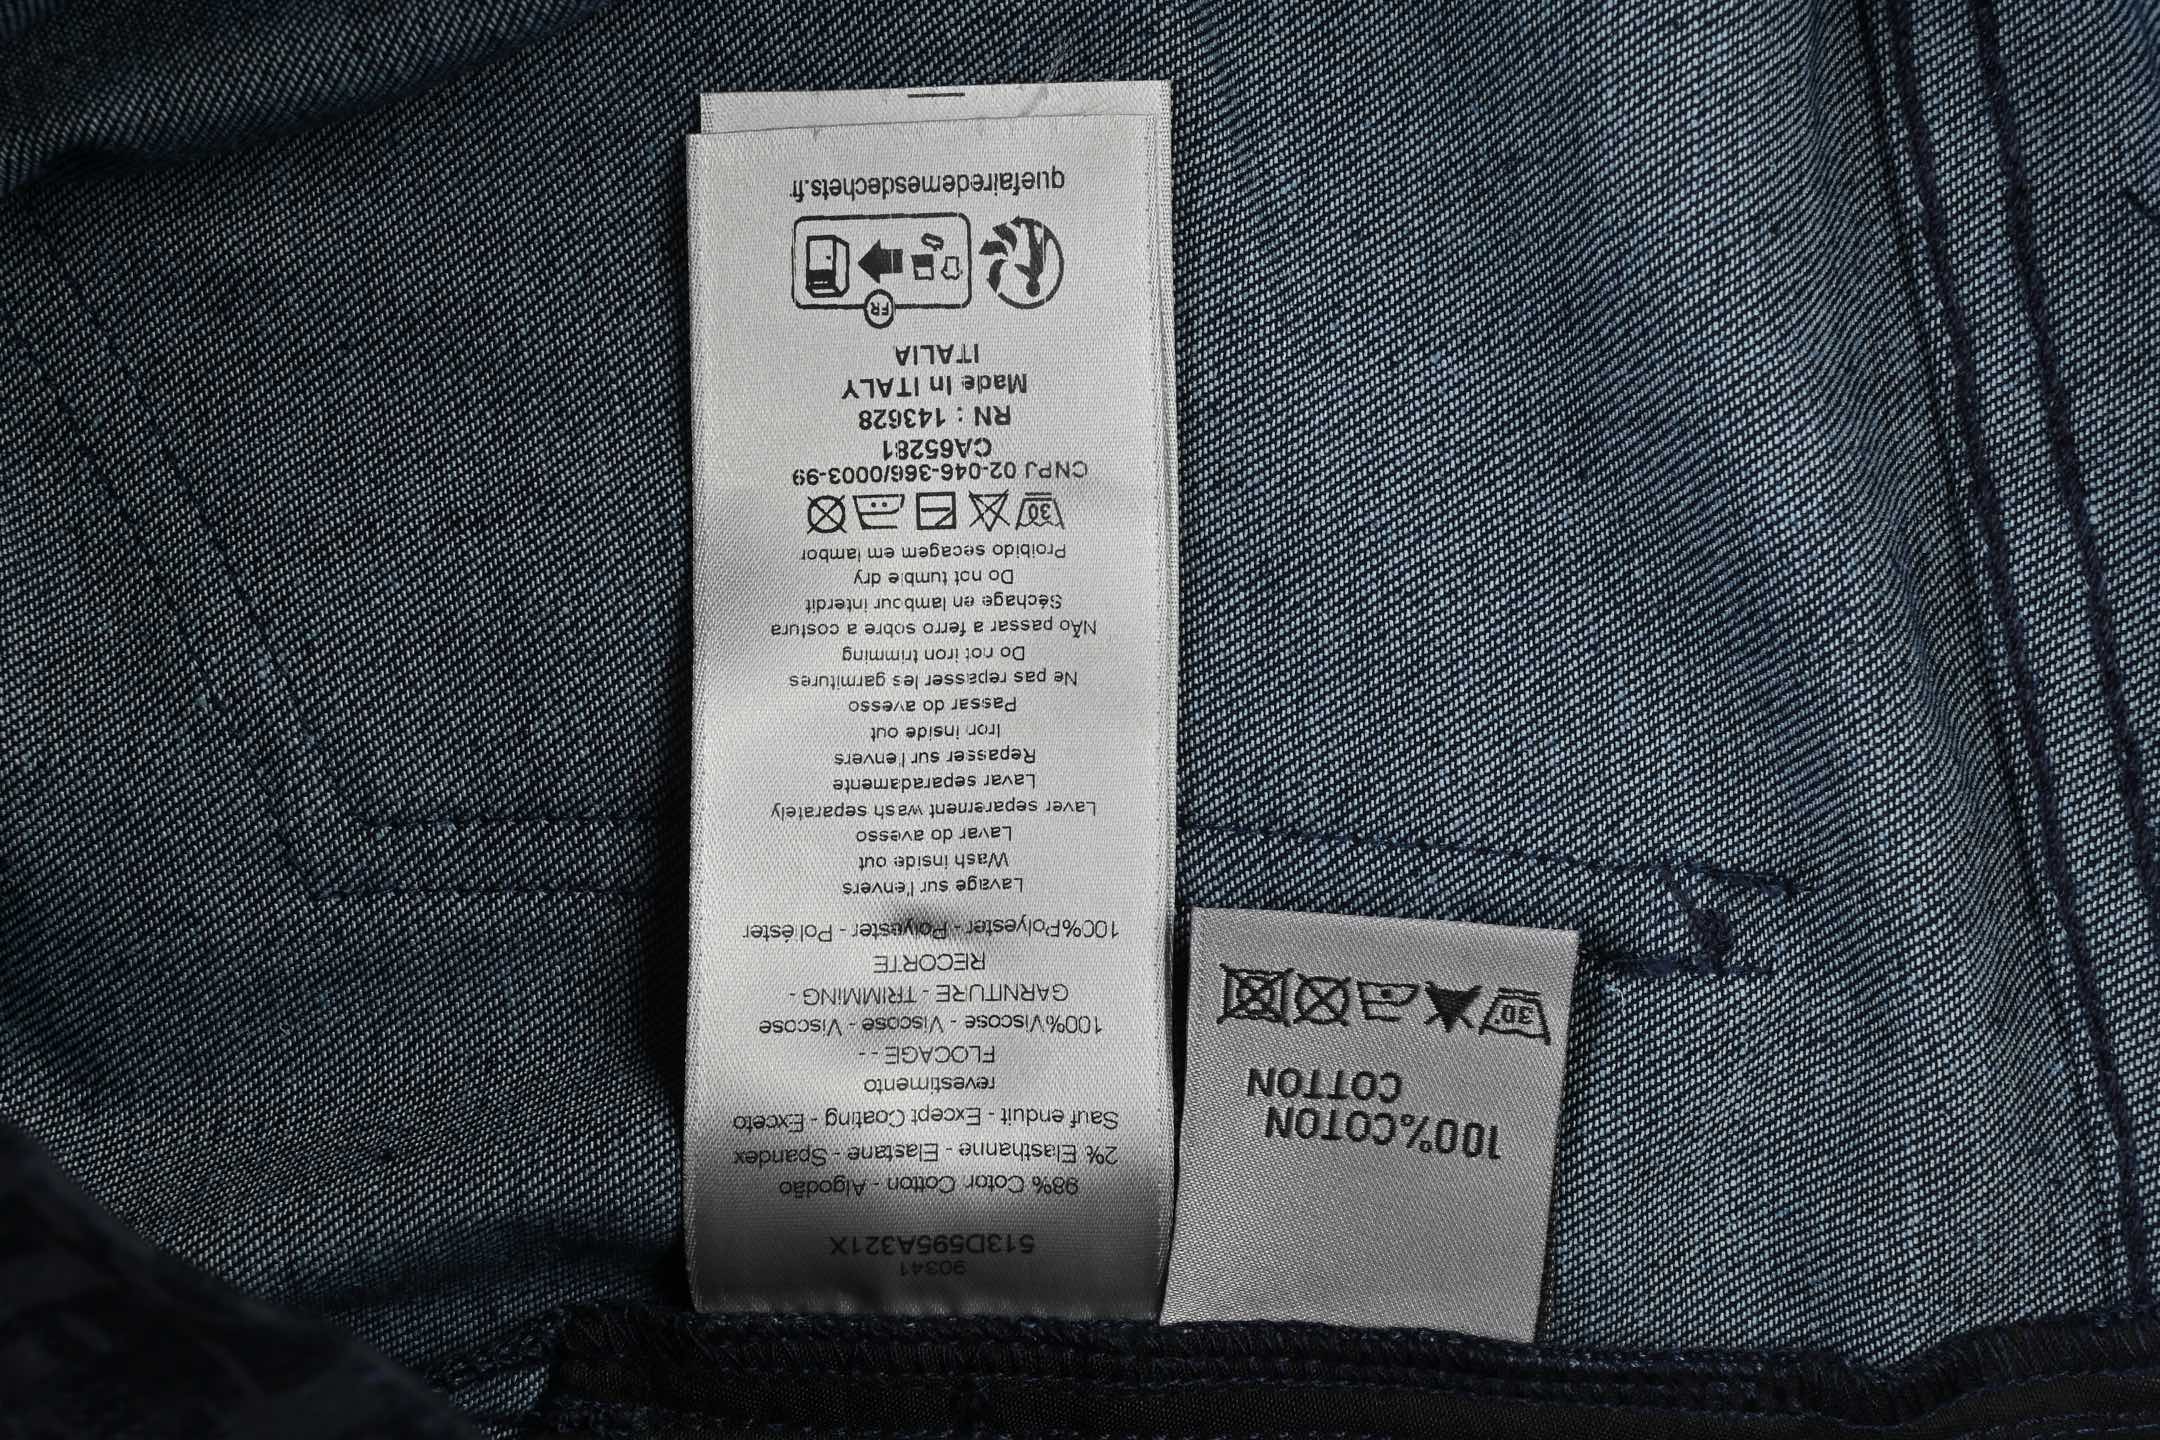 90341
513D595A321X
98% Coton Cotton - Algodão
2% Elasthanne - Elastane - Spandex
Sauf enduit - Except Coating - Exceto
revestimento
FLOCAGE - -
100%Viscose - Viscose - Viscose
GARNITURE - TRIMMING -
RECORTE
100%Polyester - Polyester - Poliéster
Lavage sur l'envers
Wash inside out
Lavar do avesso
Laver separement wash separately
Lavar separadamente
Repasser sur l'envers
Iron inside out
Passar do avesso
Ne pas repasser les garnitures
Do not iron trimming
NÃo passar a ferro sobre a costura
Séchage en tambour interdit
Do not tumble dry
Proibido secagem em tambor
30
CNPJ 02-046-366/0003-99
CA65281
RN : 143628
Made In ITALY
ITALIA
FR
quefairedemesdechets.fr
100%COTON
COTTON
30